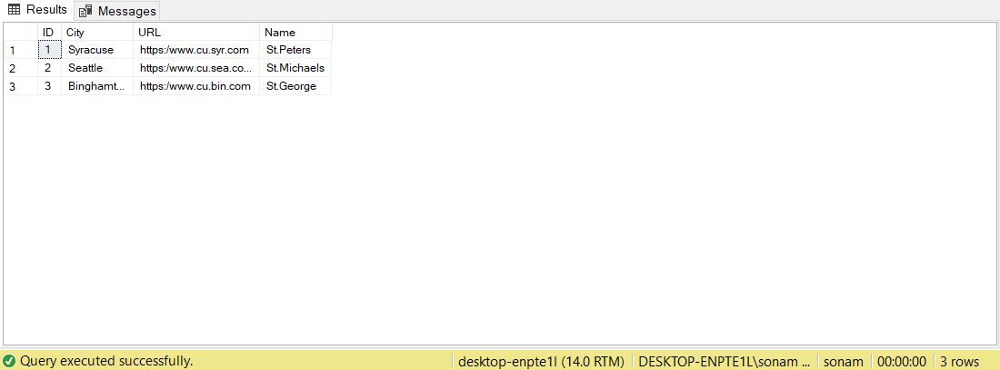 Results Messages
ID City URL Name
1 1 Syracuse https:/www.cu.syr.com St.Peters
2 2 Seattle https:/www.cu.sea.co... St.Michaels
3 3 Binghamt... https:/www.cu.bin.com St.George
Query executed successfully. desktop-enpte1l (14.0 RTM) DESKTOP-ENPTE1L\sonam ... sonam 00:00:00 3 rows